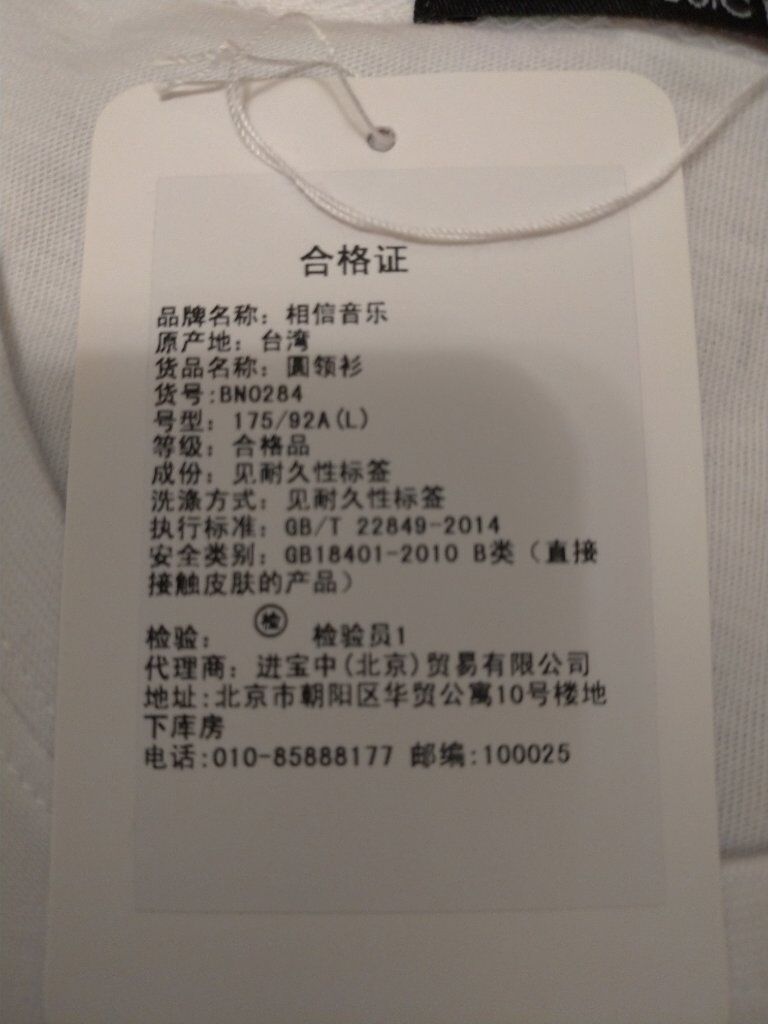 合格证
品牌名称：相信音乐
原产地：台湾
货品名称：圆领衫
货号:BN0284
号型：175/92A(L)
等级：合格品
成份：见耐久性标签
洗涤方式：见耐久性标签
执行标准：GB/T 22849-2014
安全类别：GB18401-2010 B类（直接
接触皮肤的产品）
检
检验： 检验员1
代理商：进宝中(北京)贸易有限公司
地址:北京市朝阳区华贸公寓10号楼地
下库房
电话:010-85888177 邮编:100025